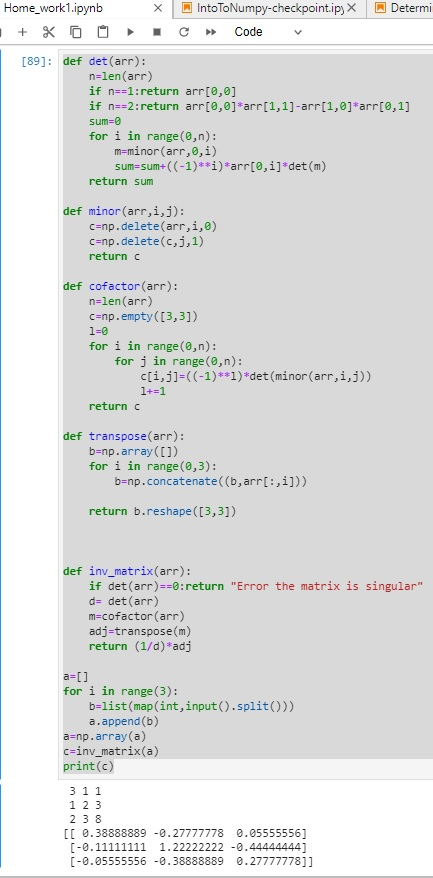 Home_work1.ipynb
IntoToNumpy-checkpoint.ipy
Determi
Code
[89]:
def det(arr):
    n=len(arr)
    if n==1:return arr[0,0]
    if n==2:return arr[0,0]*arr[1,1]-arr[1,0]*arr[0,1]
    sum=0
    for i in range(0,n):
        m=minor(arr,0,i)
        sum=sum+((-1)**i)*arr[0,i]*det(m)
    return sum

def minor(arr,i,j):
    c=np.delete(arr,i,0)
    c=np.delete(c,j,1)
    return c

def cofactor(arr):
    n=len(arr)
    c=np.empty([3,3])
    l=0
    for i in range(0,n):
        for j in range(0,n):
            c[i,j]=((-1)**l)*det(minor(arr,i,j))
            l+=1
    return c

def transpose(arr):
    b=np.array([])
    for i in range(0,3):
        b=np.concatenate((b,arr[:,i]))

    return b.reshape([3,3])

def inv_matrix(arr):
    if det(arr)==0:return "Error the matrix is singular"
    d= det(arr)
    m=cofactor(arr)
    adj=transpose(m)
    return (1/d)*adj

a=[]
for i in range(3):
    b=list(map(int,input().split()))
    a.append(b)
a=np.array(a)
c=inv_matrix(a)
print(c)
3 1 1
1 2 3
2 3 8
[[ 0.38888889 -0.27777778  0.05555556]
 [-0.11111111  1.22222222 -0.44444444]
 [-0.05555556 -0.38888889  0.27777778]]